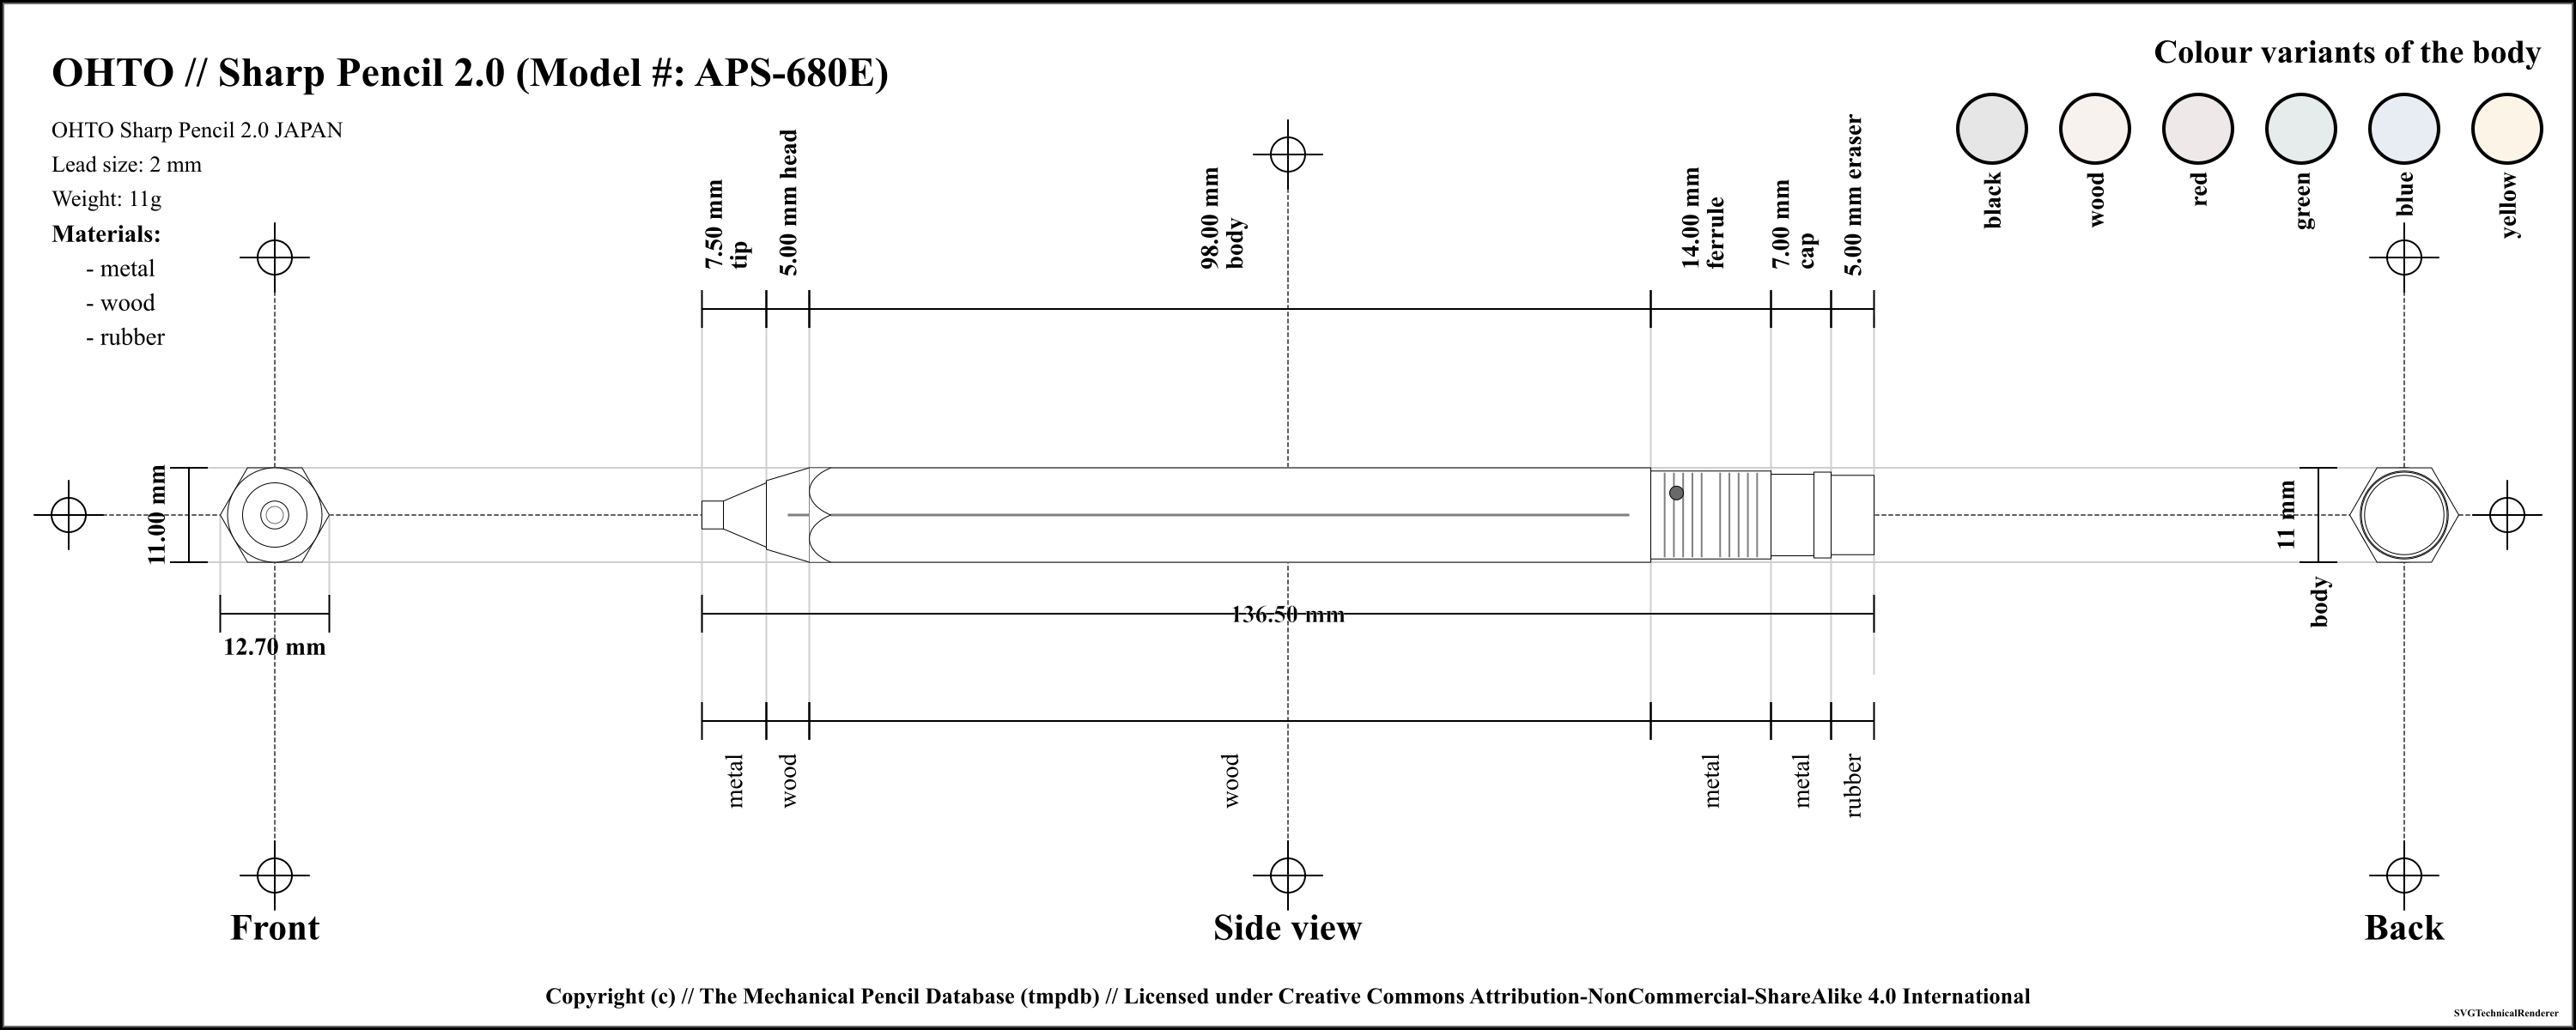 OHTO // Sharp Pencil 2.0 (Model #: APS-680E)
OHTO Sharp Pencil 2.0 JAPAN
Lead size: 2 mm
Weight: 11g
Materials:
- metal
- wood
- rubber
Colour variants of the body
black
wood
red
green
blue
yellow
7.50 mm
tip
5.00 mm head
98.00 mm
body
14.00 mm
ferrule
7.00 mm
cap
5.00 mm eraser
11.00 mm
12.70 mm
136.50 mm
11 mm
body
metal
wood
wood
metal
metal
rubber
Front
Side view
Back
Copyright (c) // The Mechanical Pencil Database (tmpdb) // Licensed under Creative Commons Attribution-NonCommercial-ShareAlike 4.0 International
SVGTechnicalRenderer